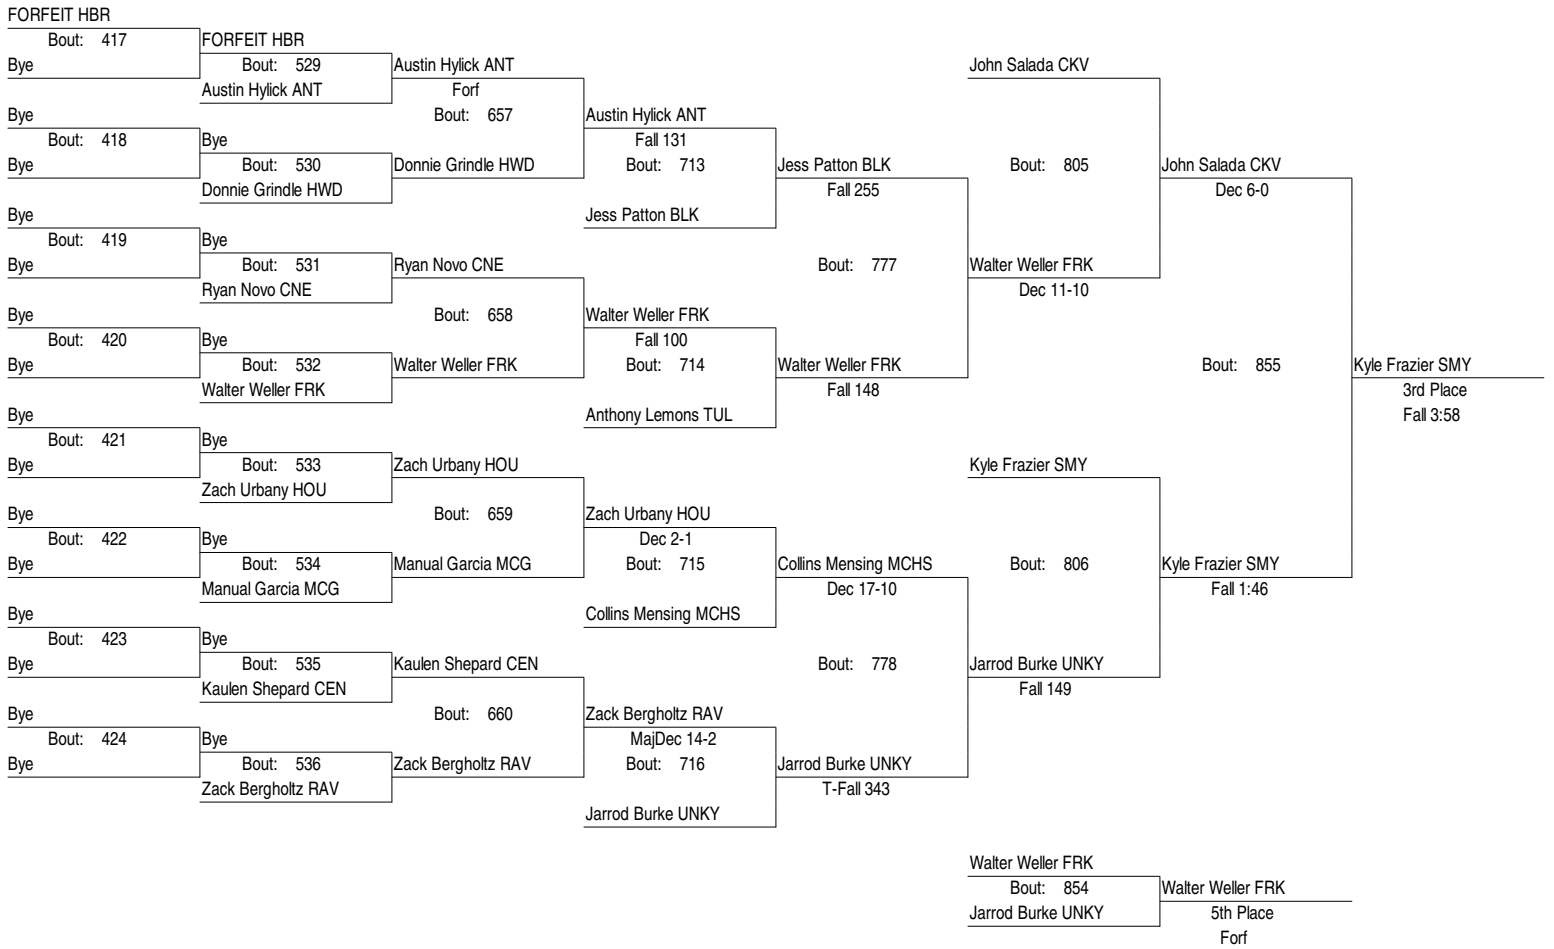 FORFEIT HBR
Bout: 417
Bye
Bye
Bout: 418
Bye
Bye
Bout: 419
Bye
Bye
Bout: 420
Bye
Bye
Bout: 421
Bye
Bye
Bout: 422
Bye
Bye
Bout: 423
Bye
Bye
Bout: 424
Bye
FORFEIT HBR
Bout: 529
Austin Hylick ANT
Bye
Bout: 530
Donnie Grindle HWD
Bye
Bout: 531
Ryan Novo CNE
Bye
Bout: 532
Walter Weller FRK
Bye
Bout: 533
Zach Urbany HOU
Bye
Bout: 534
Manual Garcia MCG
Bye
Bout: 535
Kaulen Shepard CEN
Bye
Bout: 536
Zack Bergholtz RAV
Austin Hylick ANT
Forf
Bout: 657
Donnie Grindle HWD
Ryan Novo CNE
Bout: 658
Walter Weller FRK
Zach Urbany HOU
Bout: 659
Manual Garcia MCG
Kaulen Shepard CEN
Bout: 660
Zack Bergholtz RAV
Austin Hylick ANT
Fall 131
Bout: 713
Jess Patton BLK
Walter Weller FRK
Fall 100
Bout: 714
Anthony Lemons TUL
Zach Urbany HOU
Dec 2-1
Bout: 715
Collins Mensing MCHS
Zack Bergholtz RAV
MajDec 14-2
Bout: 716
Jarrod Burke UNKY
Jess Patton BLK
Fall 255
Bout: 777
Walter Weller FRK
Fall 148
Collins Mensing MCHS
Dec 17-10
Bout: 778
Jarrod Burke UNKY
T-Fall 343
John Salada CKV
Bout: 805
Walter Weller FRK
Dec 11-10
Kyle Frazier SMY
Bout: 806
Jarrod Burke UNKY
Fall 149
John Salada CKV
Dec 6-0
Bout: 855
Kyle Frazier SMY
Fall 1:46
Kyle Frazier SMY
3rd Place
Fall 3:58
Walter Weller FRK
Bout: 854
Jarrod Burke UNKY
Walter Weller FRK
5th Place
Forf